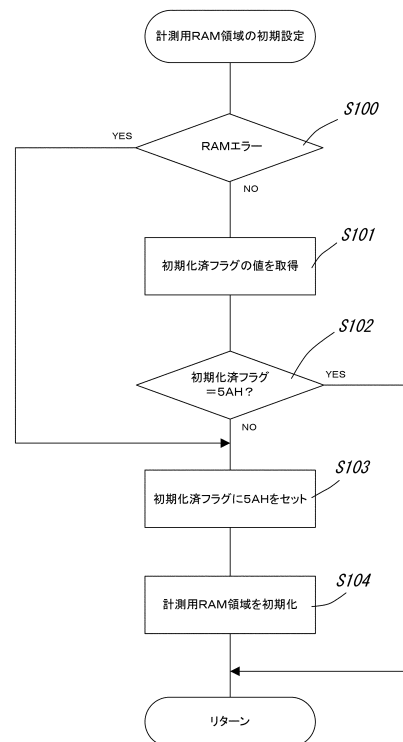 計測用RAM領域の初期設定
S100
YES
RAMエラー
NO
S101
初期化済フラグの値を取得
S102
初期化済フラグ
=5AH?
YES
NO
S103
初期化済フラグに5AHをセット
S104
計測用RAM領域を初期化
リターン